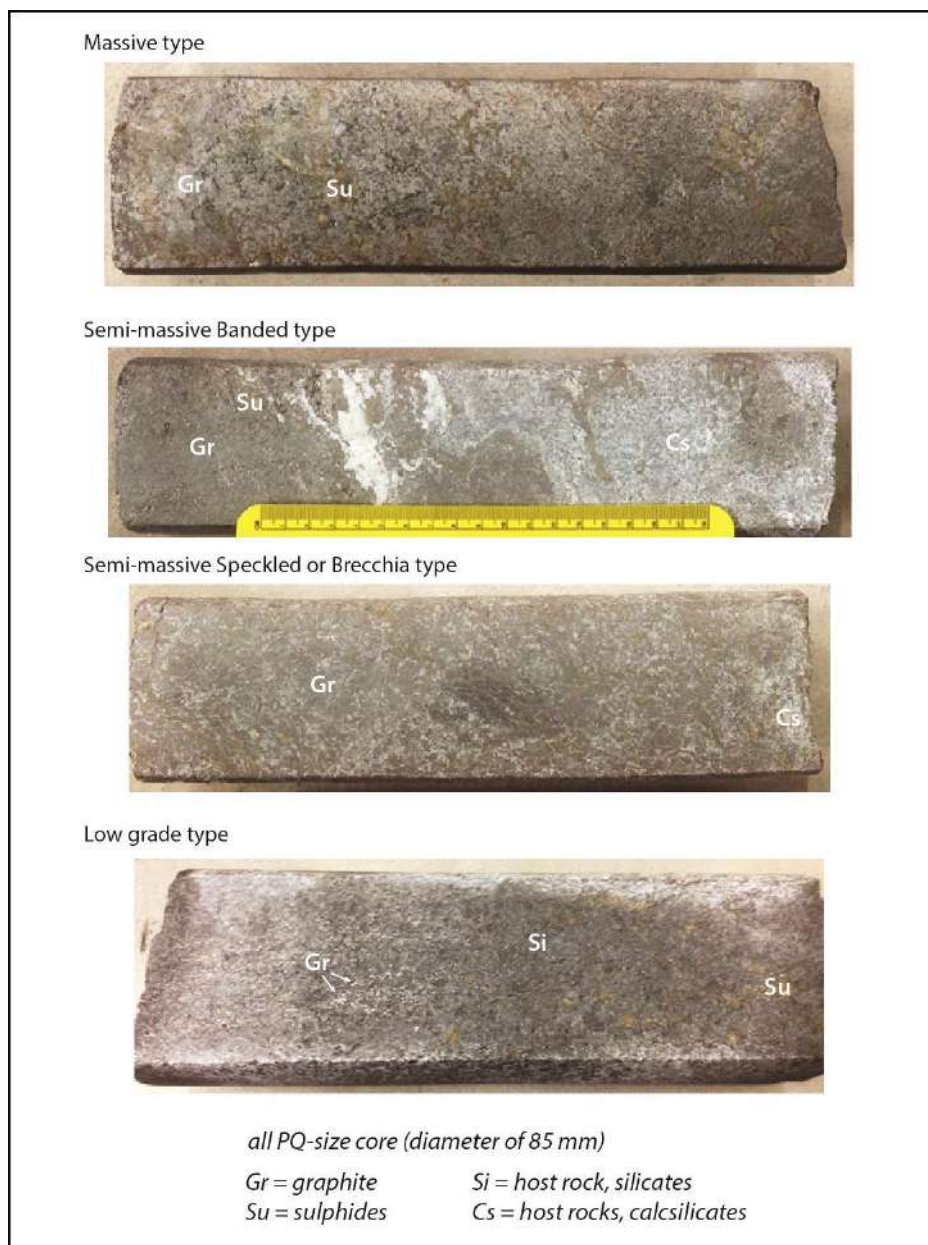 Massive type
Gr
Su
Semi-massive Banded type
Su
Gr
Cs
Semi-massive Speckled or Brecchia type
Gr
Cs
Low grade type
Si
Gr
Su
all PQ-size core (diameter of 85 mm)
Gr = graphite Si = host rock, silicates
Su = sulphides Cs = host rocks, calcsilicates